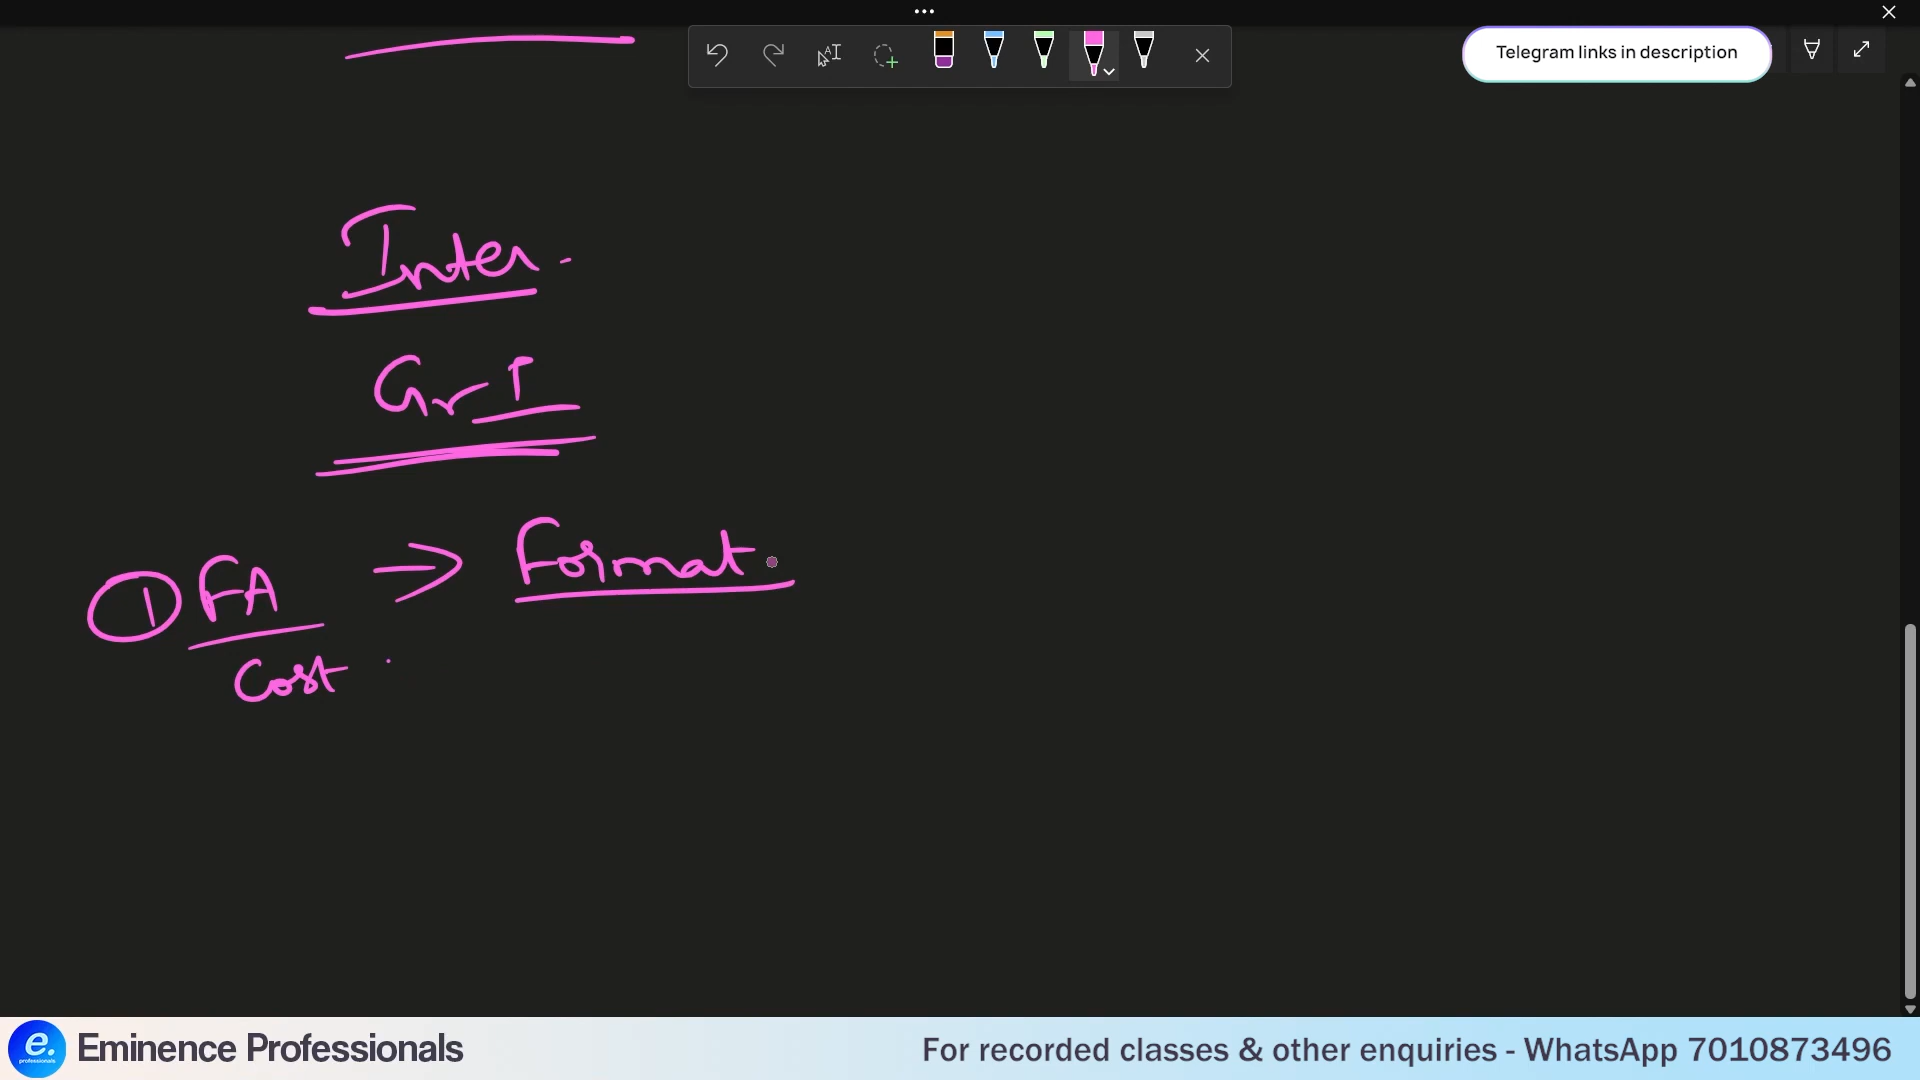 Telegram links in description
Inter.
Gr I
① FA → Format.
Cost
e.
professionals
Eminence Professionals
For recorded classes & other enquiries - WhatsApp 7010873496